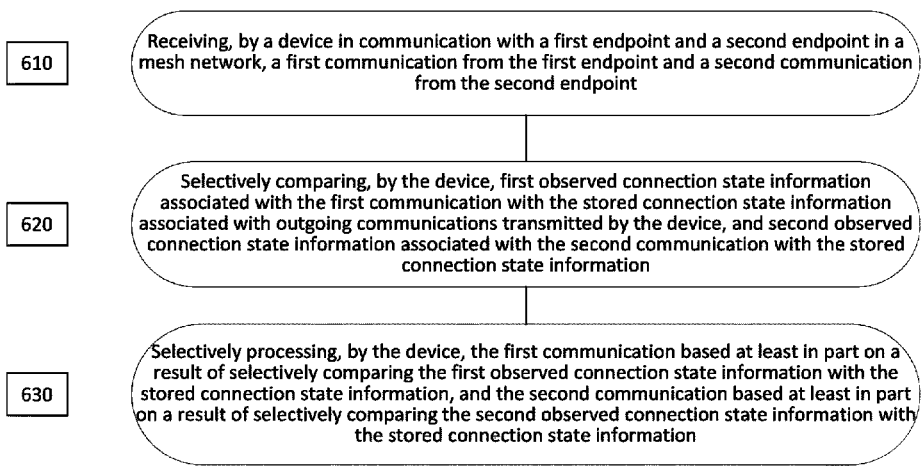 610
Receiving, by a device in communication with a first endpoint and a second endpoint in a
mesh network, a first communication from the first endpoint and a second communication
from the second endpoint
620
Selectively comparing, by the device, first observed connection state information
associated with the first communication with the stored connection state information
associated with outgoing communications transmitted by the device, and second observed
connection state information associated with the second communication with the stored
connection state information
630
Selectively processing, by the device, the first communication based at least in part on a
result of selectively comparing the first observed connection state information with the
stored connection state information, and the second communication based at least in part
on a result of selectively comparing the second observed connection state information with
the stored connection state information